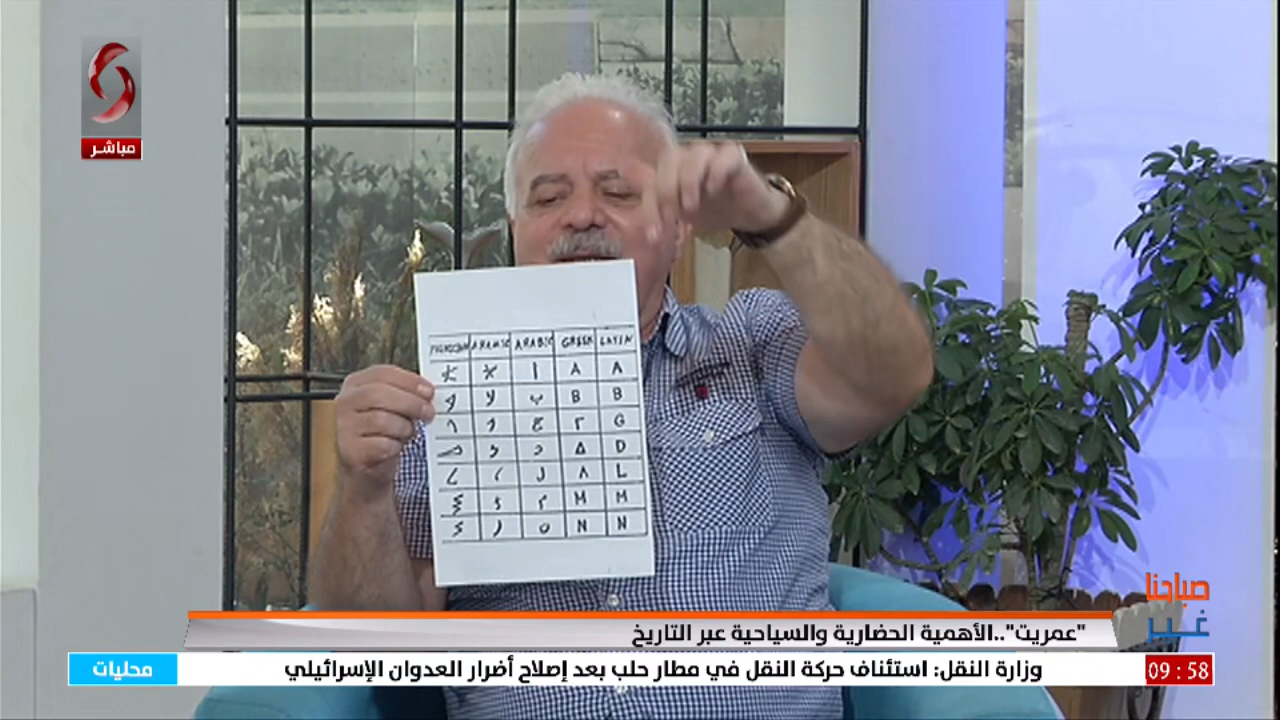 مباشر
PHENOCIAN ARAMIC ARABIC GREEK LATIN
ا A A
ب B B
ج Γ G
د Δ D
ل Λ L
م M M
ن N N
صباحنا
غير
"عمريت"..الأهمية الحضارية والسياحية عبر التاريخ
محليات
وزارة النقل: استئناف حركة النقل في مطار حلب بعد إصلاح أضرار العدوان الإسرائيلي
09 : 58